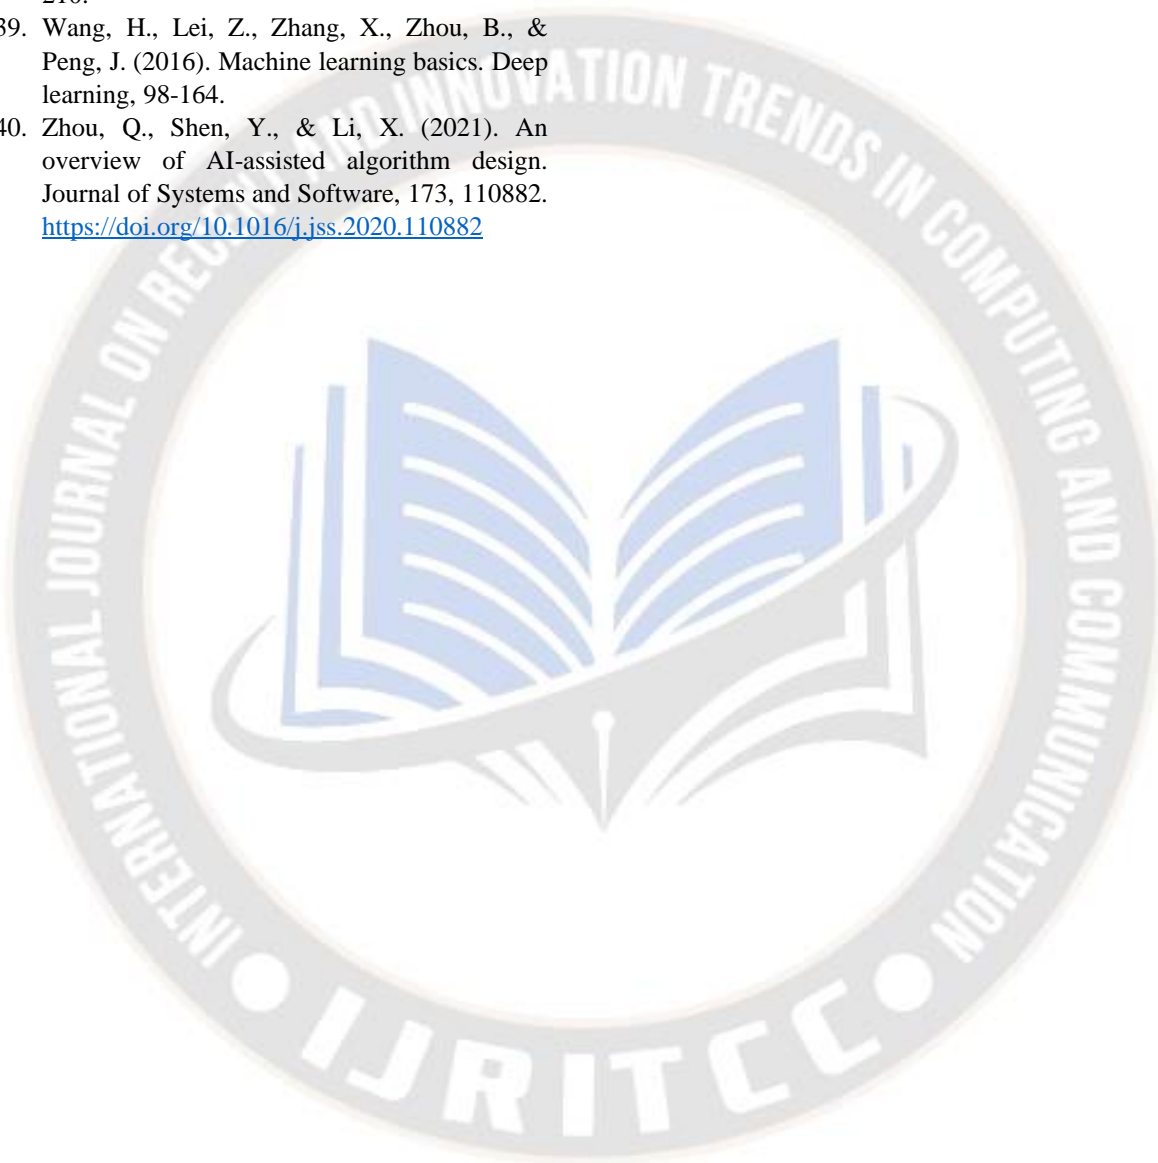 39. Wang, H., Lei, Z., Zhang, X., Zhou, B., &
Peng, J. (2016). Machine learning basics. Deep
learning, 98-164.
40. Zhou, Q., Shen, Y., & Li, X. (2021). An
overview of AI-assisted algorithm design.
Journal of Systems and Software, 173, 110882.
https://doi.org/10.1016/j.jss.2020.110882
INTERNATIONAL JOURNAL ON RECENT AND INNOVATION TRENDS IN COMPUTING AND COMMUNICATION
IJRITCC